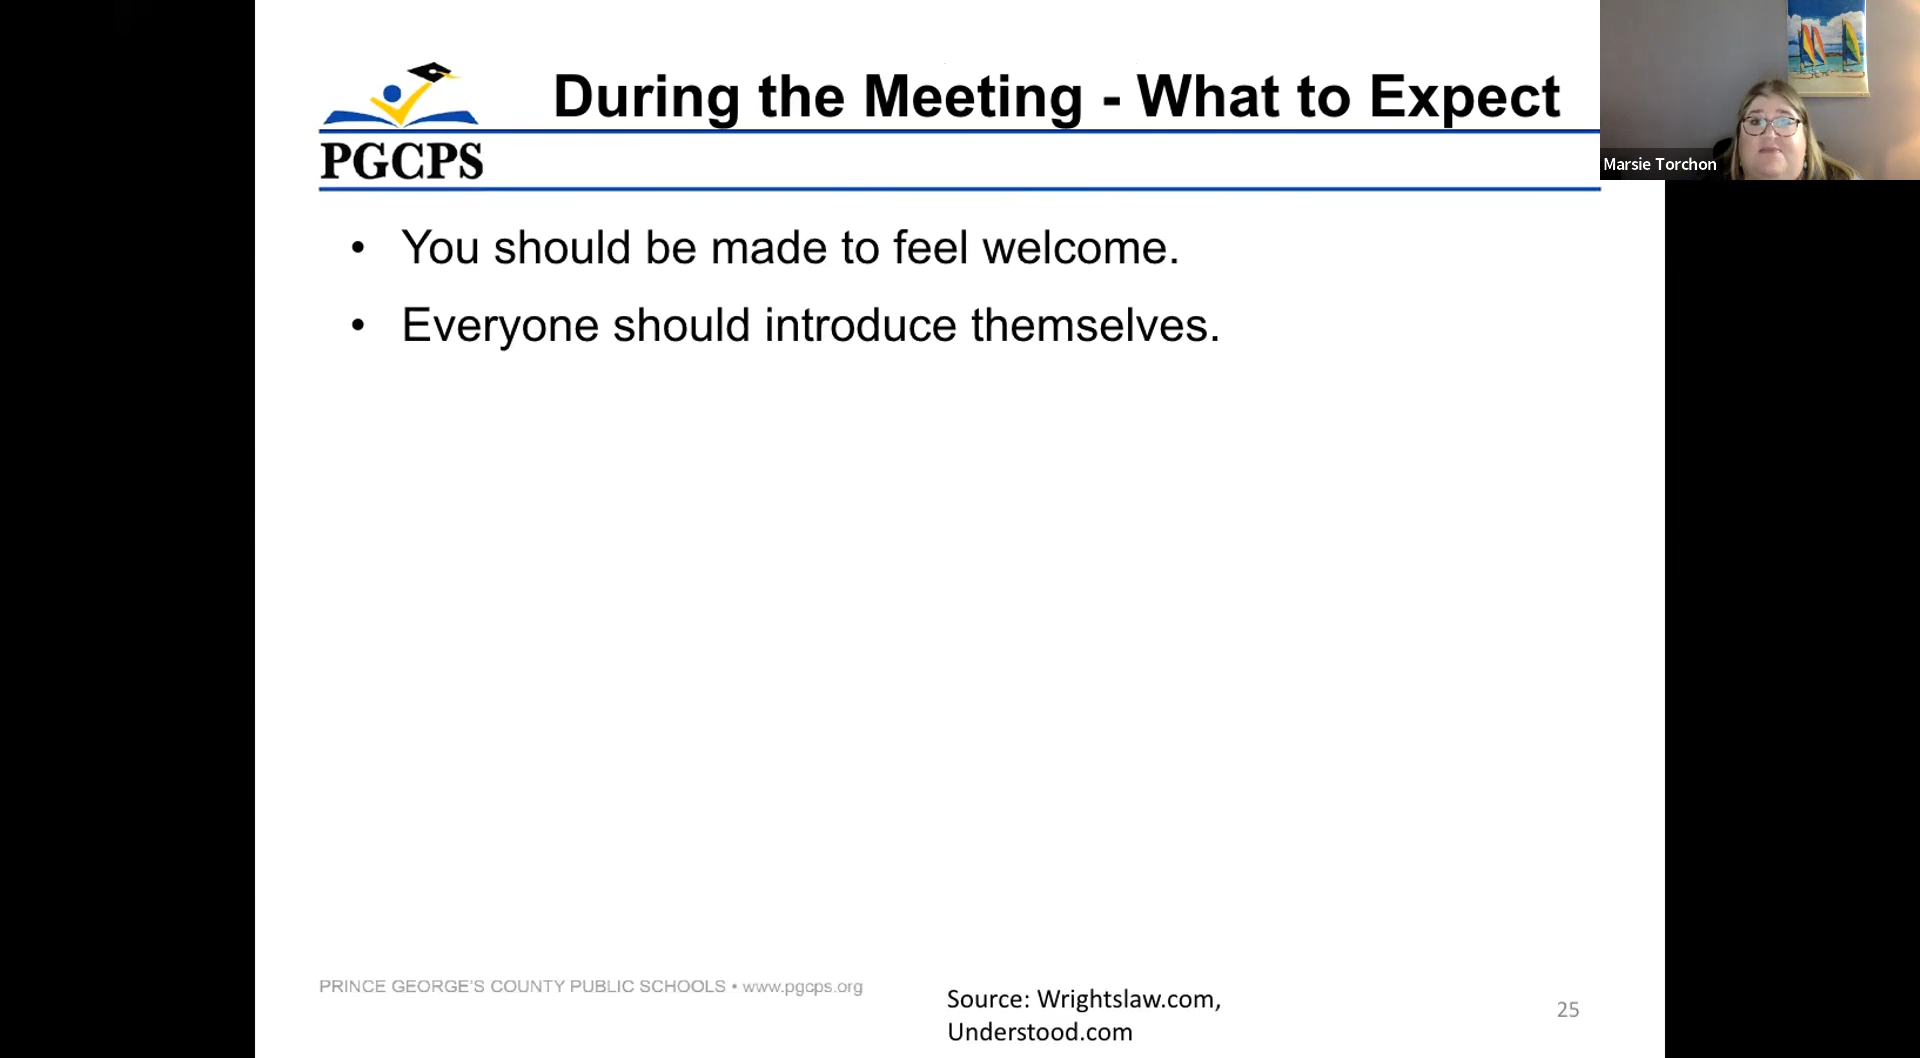 During the Meeting - What to Expect
PGCPS
Marsie Torchon
• You should be made to feel welcome.
• Everyone should introduce themselves.
PRINCE GEORGE'S COUNTY PUBLIC SCHOOLS • www.pgcps.org
Source: Wrightslaw.com,
Understood.com
25